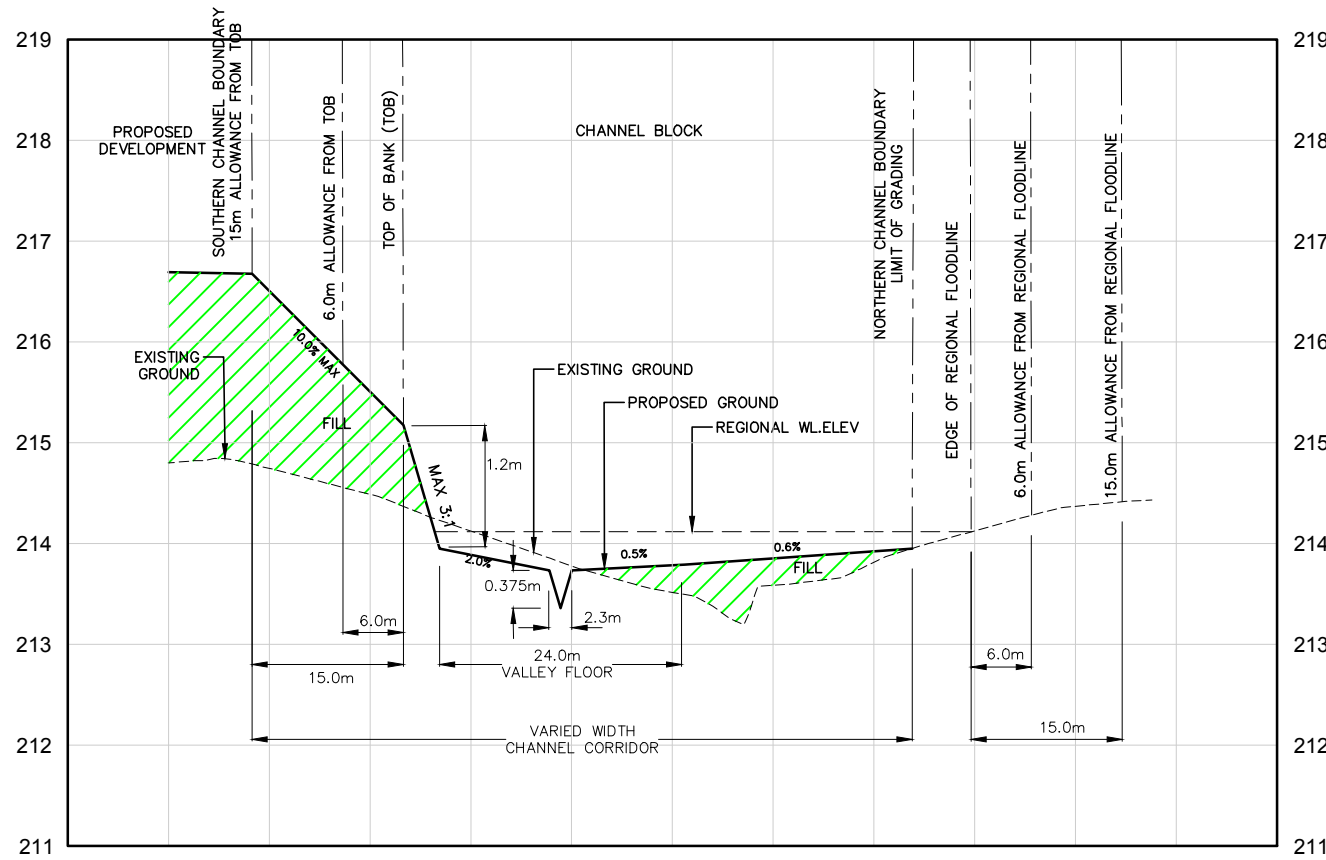 219
219
218
218
217
217
216
216
215
215
214
214
213
213
212
212
211
211
PROPOSED
DEVELOPMENT
SOUTHERN CHANNEL BOUNDARY
15m ALLOWANCE FROM TOB
6.0m ALLOWANCE FROM TOB
TOP OF BANK (TOB)
CHANNEL BLOCK
NORTHERN CHANNEL BOUNDARY
LIMIT OF GRADING
EDGE OF REGIONAL FLOODLINE
6.0m ALLOWANCE FROM REGIONAL FLOODLINE
15.0m ALLOWANCE FROM REGIONAL FLOODLINE
EXISTING
GROUND
10.0% MAX
FILL
EXISTING GROUND
PROPOSED GROUND
REGIONAL WL.ELEV
1.2m
MAX 3:1
2.0%
0.5%
0.6%
FILL
0.375m
2.3m
6.0m
15.0m
24.0m
VALLEY FLOOR
6.0m
15.0m
VARIED WIDTH
CHANNEL CORRIDOR